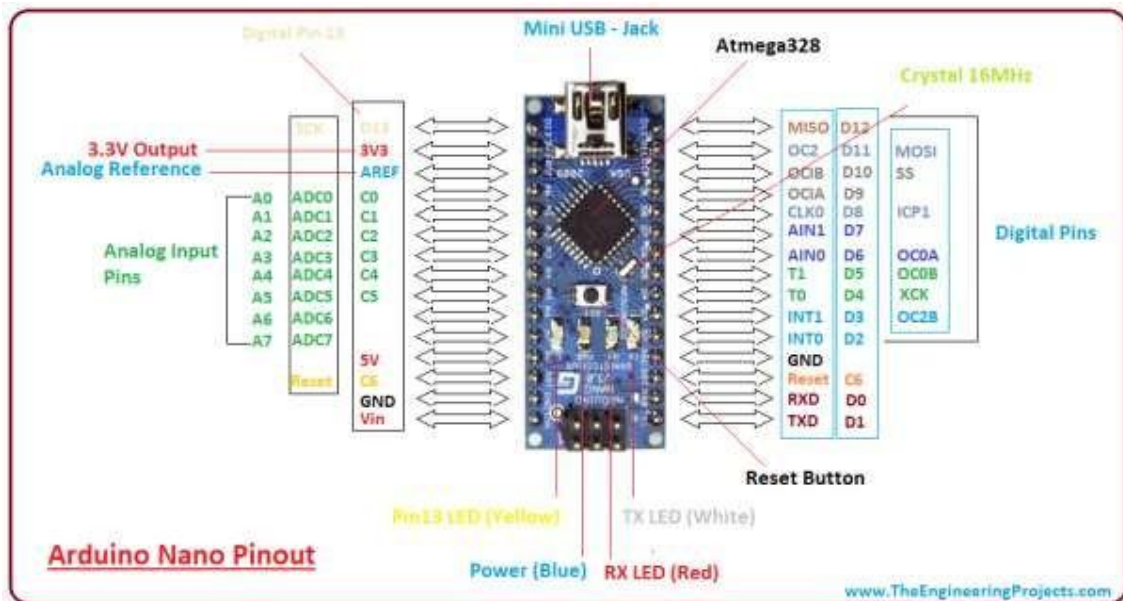 Mini USB - Jack
Digital Pin 13
Atmega328
Crystal 16MHz
SCK D13
3.3V Output 3V3
Analog Reference AREF
A0 ADC0 C0
A1 ADC1 C1
A2 ADC2 C2
A3 ADC3 C3
A4 ADC4 C4
A5 ADC5 C5
A6 ADC6
A7 ADC7
Analog Input
Pins
5V
Reset C6
GND
Vin
MISO D12
OC2 D11 MOSI
OCIB D10 SS
OCIA D9
CLK0 D8 ICP1
AIN1 D7
AIN0 D6 OC0A
T1 D5 OC0B
T0 D4 XCK
INT1 D3 OC2B
INT0 D2
GND
Reset C6
RXD D0
TXD D1
Digital Pins
Reset Button
Pin13 LED (Yellow)
TX LED (White)
Power (Blue)
RX LED (Red)
Arduino Nano Pinout
www.TheEngineeringProjects.com